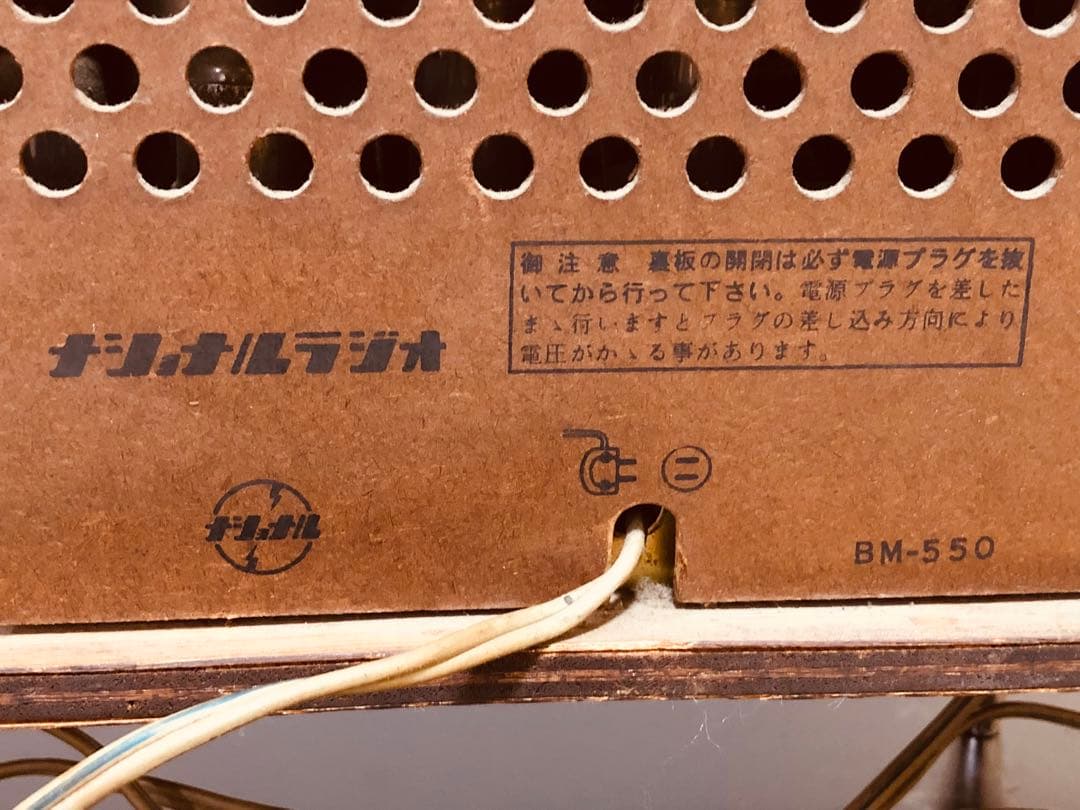 御注意 裏板の開閉は必ず電源プラグを抜
いてから行って下さい。電源プラグを差した
まゝ行いますとプラグの差し込み方向により
電圧がかゝる事があります。
ナショナルラジオ
ナショナル
BM-550